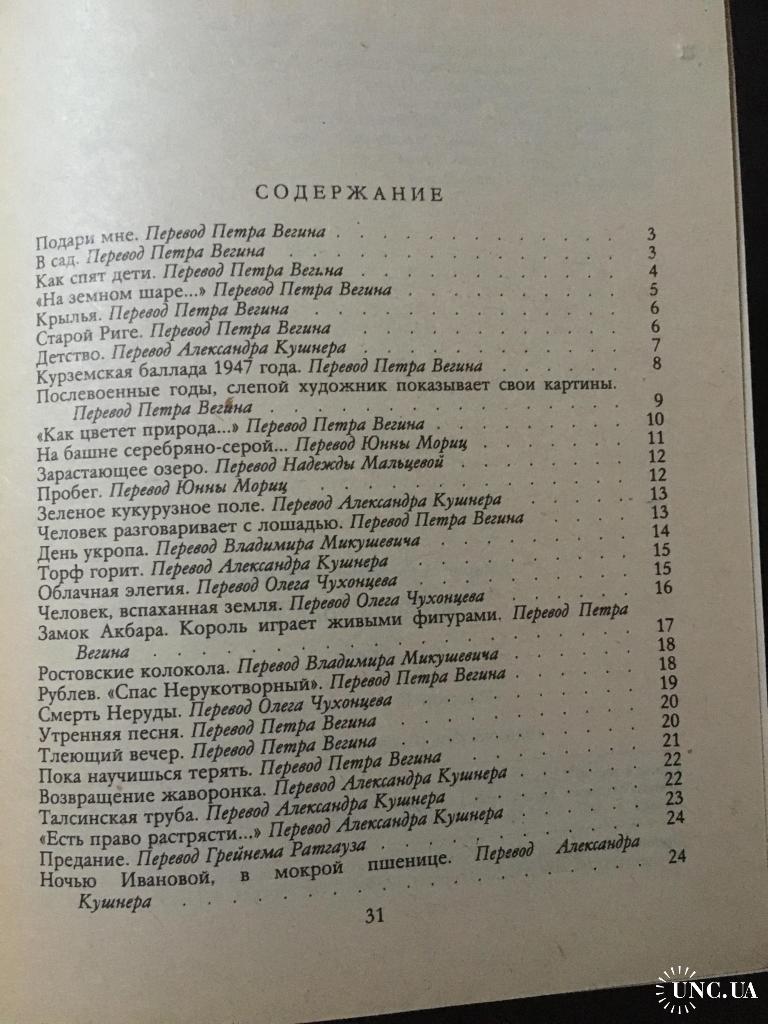 СОДЕРЖАНИЕ
Подари мне. Перевод Петра Вегина . . . . . . . . . . 3
В сад. Перевод Петра Вегина . . . . . . . . . . 3
Как спят дети. Перевод Петра Вегина . . . . . . . . . . 4
«На земном шаре...» Перевод Петра Вегина . . . . . . . . . . 5
Крылья. Перевод Петра Вегина . . . . . . . . . . 6
Старой Риге. Перевод Петра Вегина . . . . . . . . . . 6
Детство. Перевод Александра Кушнера . . . . . . . . . . 7
Курземская баллада 1947 года. Перевод Петра Вегина . . . . . . 8
Послевоенные годы, слепой художник показывает свои картины.
Перевод Петра Вегина . . . . . . . . . . 9
«Как цветет природа...» Перевод Петра Вегина . . . . . . . . 10
На башне серебряно-серой... Перевод Юнны Мориц . . . . . . 11
Зарастающее озеро. Перевод Надежды Мальцевой . . . . . . 12
Пробег. Перевод Юнны Мориц . . . . . . . . . . 12
Зеленое кукурузное поле. Перевод Александра Кушнера . . . . 13
Человек разговаривает с лошадью. Перевод Петра Вегина . . . . 13
День укропа. Перевод Владимира Микушевича . . . . . . . . 14
Торф горит. Перевод Александра Кушнера . . . . . . . . 15
Облачная элегия. Перевод Олега Чухонцева . . . . . . . . 15
Человек, вспаханная земля. Перевод Олега Чухонцева . . . . . . 16
Замок Акбара. Король играет живыми фигурами. Перевод Петра
Вегина . . . . . . . . . . 17
Ростовские колокола. Перевод Владимира Микушевича . . . . . . 18
Рублев. «Спас Нерукотворный». Перевод Петра Вегина . . . . . . 18
Смерть Неруды. Перевод Олега Чухонцева . . . . . . . . 19
Утренняя песня. Перевод Петра Вегина . . . . . . . . 20
Тлеющий вечер. Перевод Петра Вегина . . . . . . . . 20
Пока научишься терять. Перевод Петра Вегина . . . . . . . . 21
Возвращение жаворонка. Перевод Александра Кушнера . . . . . . 22
Талсинская труба. Перевод Александра Кушнера . . . . . . 22
«Есть право растрясти...» Перевод Александра Кушнера . . . . . . 23
Предание. Перевод Грейнема Ратгауза . . . . . . . . 24
Ночью Ивановой, в мокрой пшенице. Перевод Александра
Кушнера . . . . . . . . . . 24
31
UNC.UA